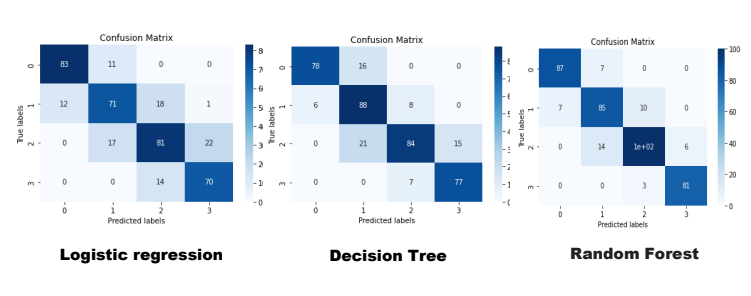 Confusion Matrix
83 11 0 0
12 71 18 1
0 17 81 22
0 0 14 70
0 1 2 3
0 1 2 3
True labels
Predicted labels
Logistic regression
Confusion Matrix
78 16 0 0
6 88 8 0
0 21 84 15
0 0 7 77
0 1 2 3
0 1 2 3
True labels
Predicted labels
Decision Tree
Confusion Matrix
87 7 0 0
7 85 10 0
0 14 1e+02 6
0 0 3 81
0 1 2 3
0 1 2 3
True labels
Predicted labels
100
80
60
40
20
0
Random Forest